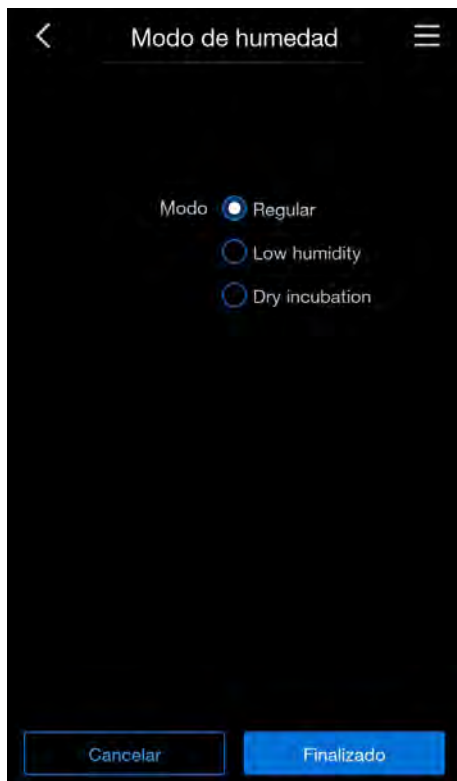 Modo de humedad
Modo Regular
Low humidity
Dry incubation
Cancelar Finalizado